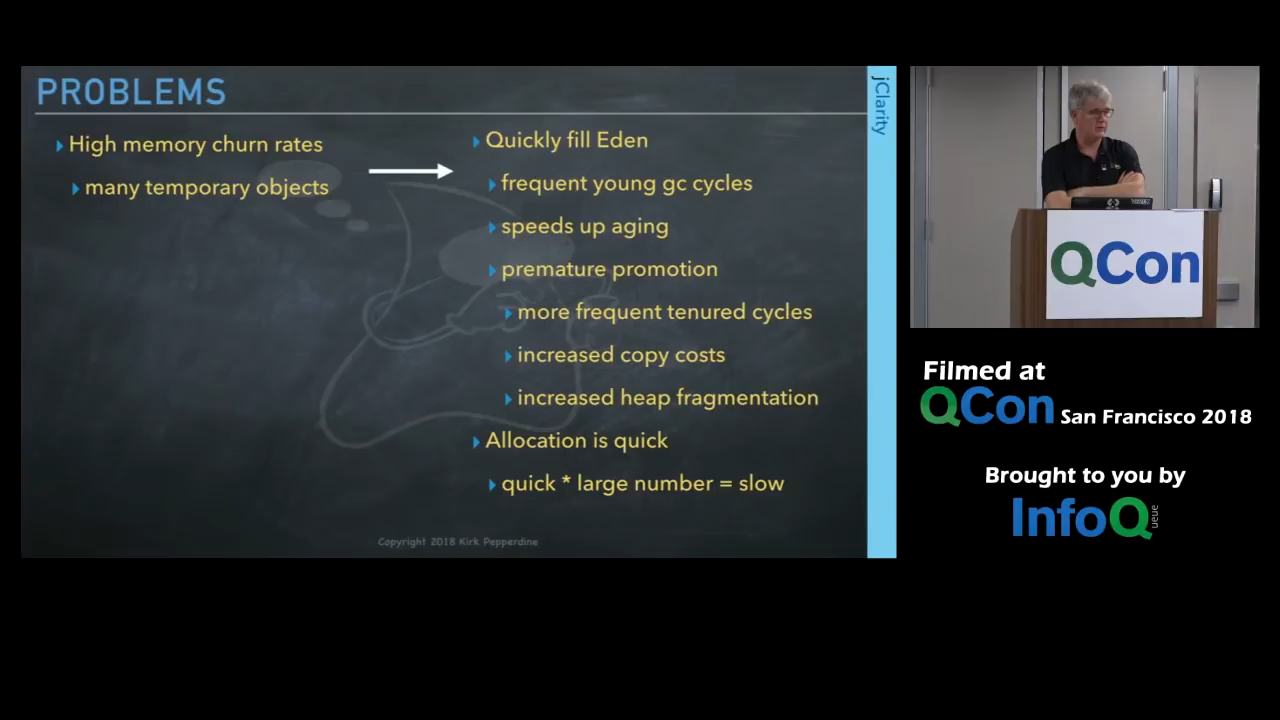 PROBLEMS
High memory churn rates
many temporary objects
Quickly fill Eden
frequent young gc cycles
speeds up aging
premature promotion
more frequent tenured cycles
increased copy costs
increased heap fragmentation
Allocation is quick
quick * large number = slow
Copyright 2018 Kirk Pepperdine
jClarity
QCon
Filmed at
QCon San Francisco 2018
Brought to you by
InfoQueue